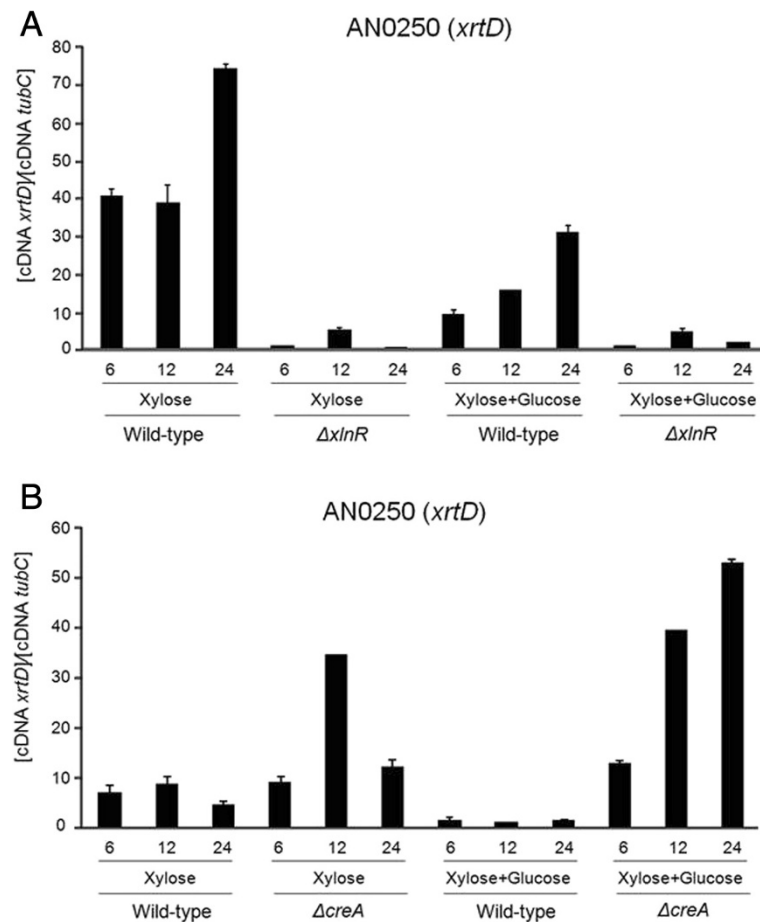 A
AN0250 (xrtD)
[cDNA xrtD]/[cDNA tubC]
80
70
60
50
40
30
20
10
0
6 12 24 6 12 24 6 12 24 6 12 24
Xylose Xylose Xylose+Glucose Xylose+Glucose
Wild-type ΔxlnR Wild-type ΔxlnR
B
AN0250 (xrtD)
[cDNA xrtD]/[cDNA tubC]
60
50
40
30
20
10
0
6 12 24 6 12 24 6 12 24 6 12 24
Xylose Xylose Xylose+Glucose Xylose+Glucose
Wild-type ΔcreA Wild-type ΔcreA